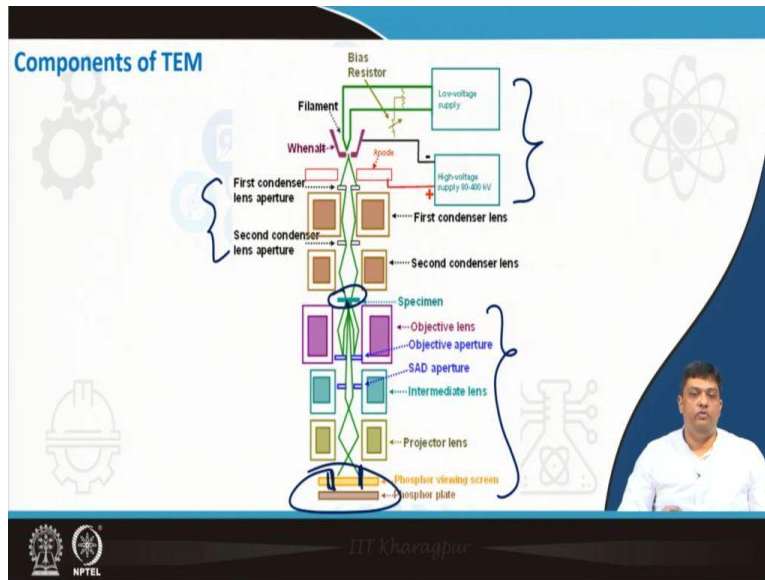 Components of TEM
Bias
Resistor
Low-voltage
supply
Filament
Whenalt
Anode
-
High-voltage
supply 80-400 kV
+
First condenser
lens aperture
First condenser lens
Second condenser
lens aperture
Second condenser lens
Specimen
Objective lens
Objective aperture
SAD aperture
Intermediate lens
Projector lens
Phosphor viewing screen
Phosphor plate
IIT Kharagpur
NPTEL